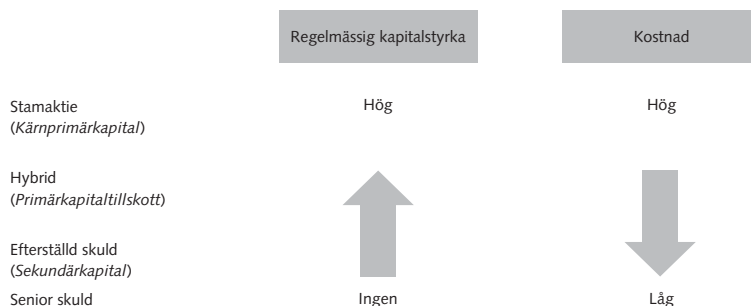 Regelmässig kapitalstyrka
Kostnad
Stamaktie
(Kärnprimärkapital)
Hög
Hög
Hybrid
(Primärkapitaltillskott)
Efterställd skuld
(Sekundärkapital)
Senior skuld
Ingen
Låg